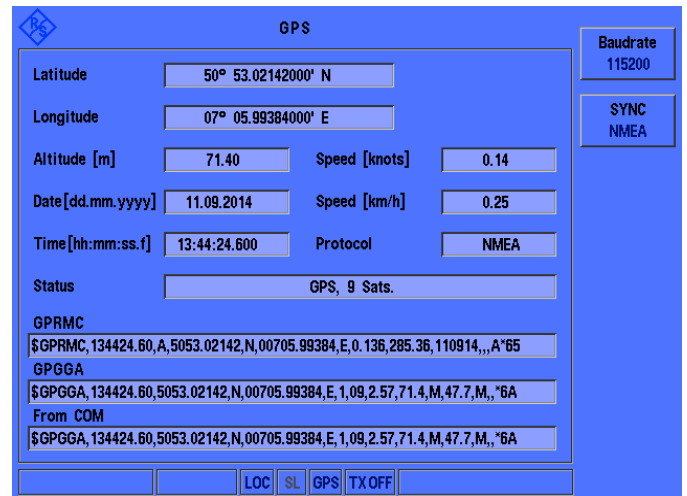 R&S
GPS
Baudrate
115200
SYNC
NMEA
Latitude 50° 53.02142000' N
Longitude 07° 05.99384000' E
Altitude [m] 71.40 Speed [knots] 0.14
Date[dd.mm.yyyy] 11.09.2014 Speed [km/h] 0.25
Time[hh:mm:ss.f] 13:44:24.600 Protocol NMEA
Status GPS, 9 Sats.
GPRMC
$GPRMC,134424.60,A,5053.02142,N,00705.99384,E,0.136,285.36,110914,,,A*65
GPGGA
$GPGGA,134424.60,5053.02142,N,00705.99384,E,1,09,2.57,71.4,M,47.7,M,,*6A
From COM
$GPGGA,134424.60,5053.02142,N,00705.99384,E,1,09,2.57,71.4,M,47.7,M,,*6A
LOC SL GPS TX OFF